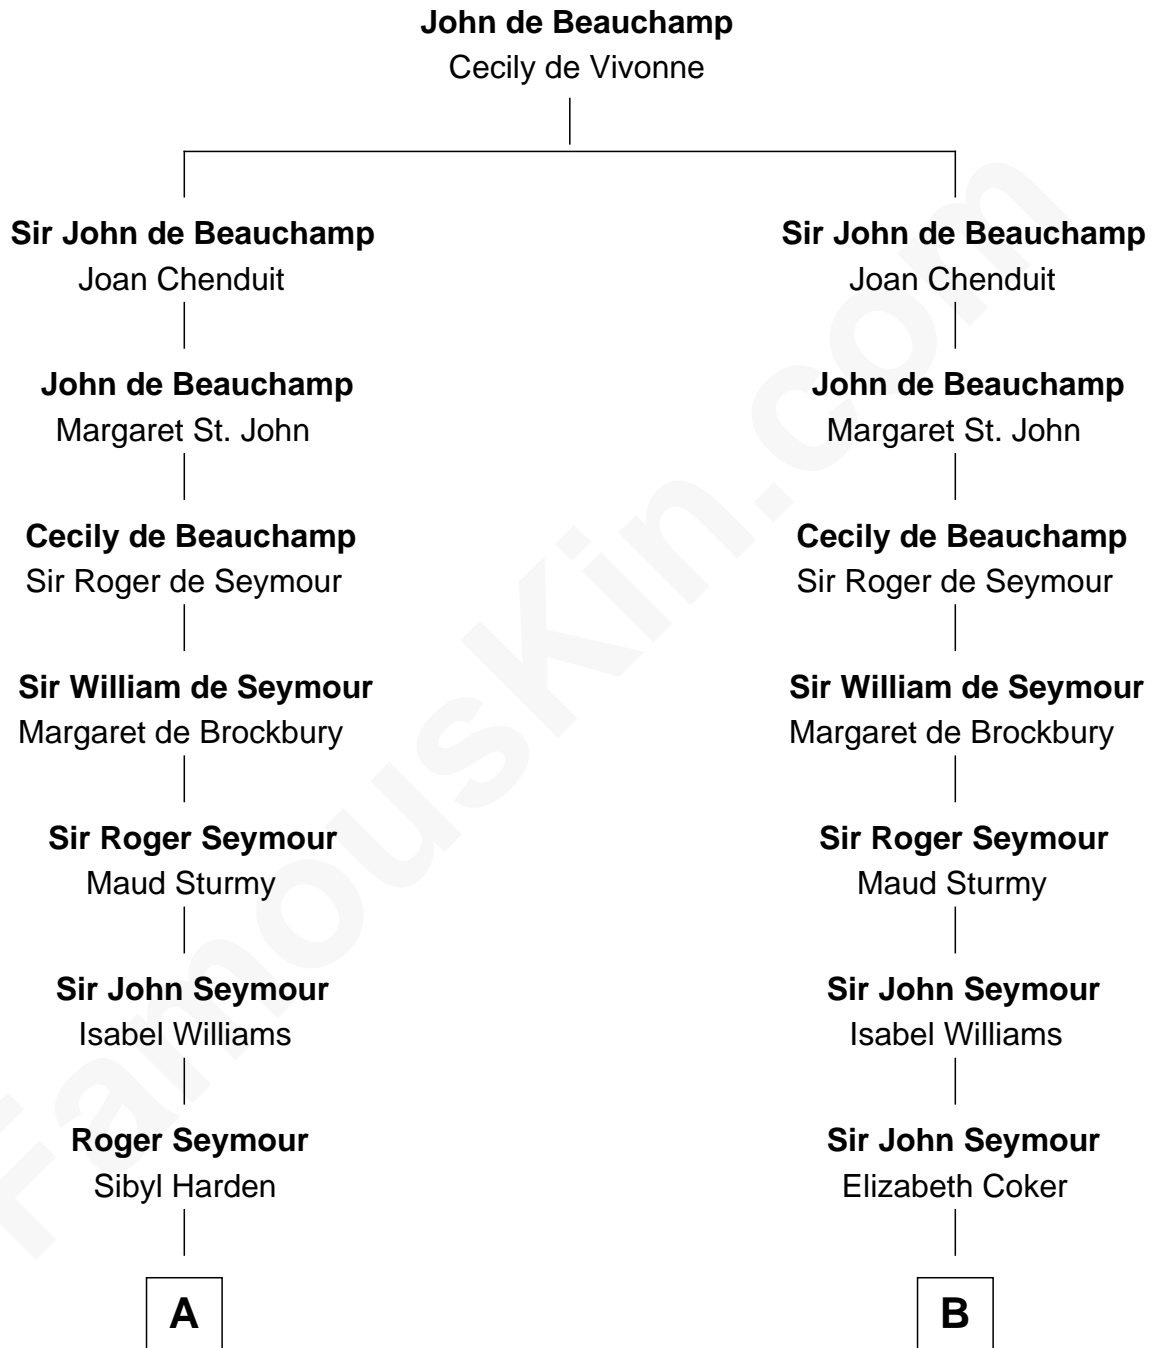 John de Beauchamp
Cecily de Vivonne
Sir John de Beauchamp
Joan Chenduit
Sir John de Beauchamp
Joan Chenduit
John de Beauchamp
Margaret St. John
John de Beauchamp
Margaret St. John
Cecily de Beauchamp
Sir Roger de Seymour
Cecily de Beauchamp
Sir Roger de Seymour
Sir William de Seymour
Margaret de Brockbury
Sir William de Seymour
Margaret de Brockbury
Sir Roger Seymour
Maud Sturmy
Sir Roger Seymour
Maud Sturmy
Sir John Seymour
Isabel Williams
Sir John Seymour
Isabel Williams
Roger Seymour
Sibyl Harden
Sir John Seymour
Elizabeth Coker
A
B
FamousKin.com